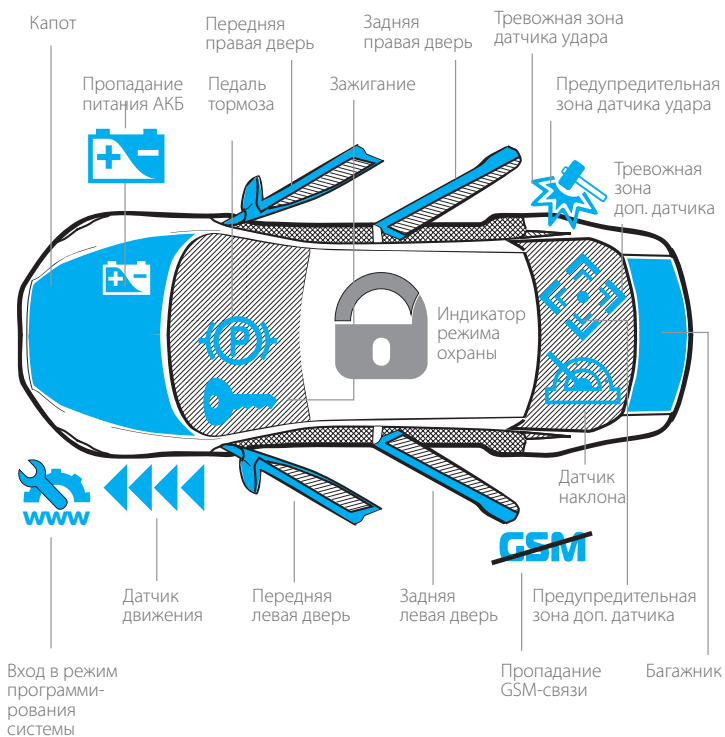 Капот
Передняя
правая дверь
Задняя
правая дверь
Тревожная зона
датчика удара
Пропадание
питания АКБ
Педаль
тормоза
Зажигание
Предупредительная
зона датчика удара
Тревожная
зона
доп. датчика
Индикатор
режима
охраны
P
Датчик
наклона
www
GSM
Датчик
движения
Передняя
левая дверь
Задняя
левая дверь
Предупредительная
зона доп. датчика
Вход в режим
программи-
рования
системы
Пропадание
GSM-связи
Багажник